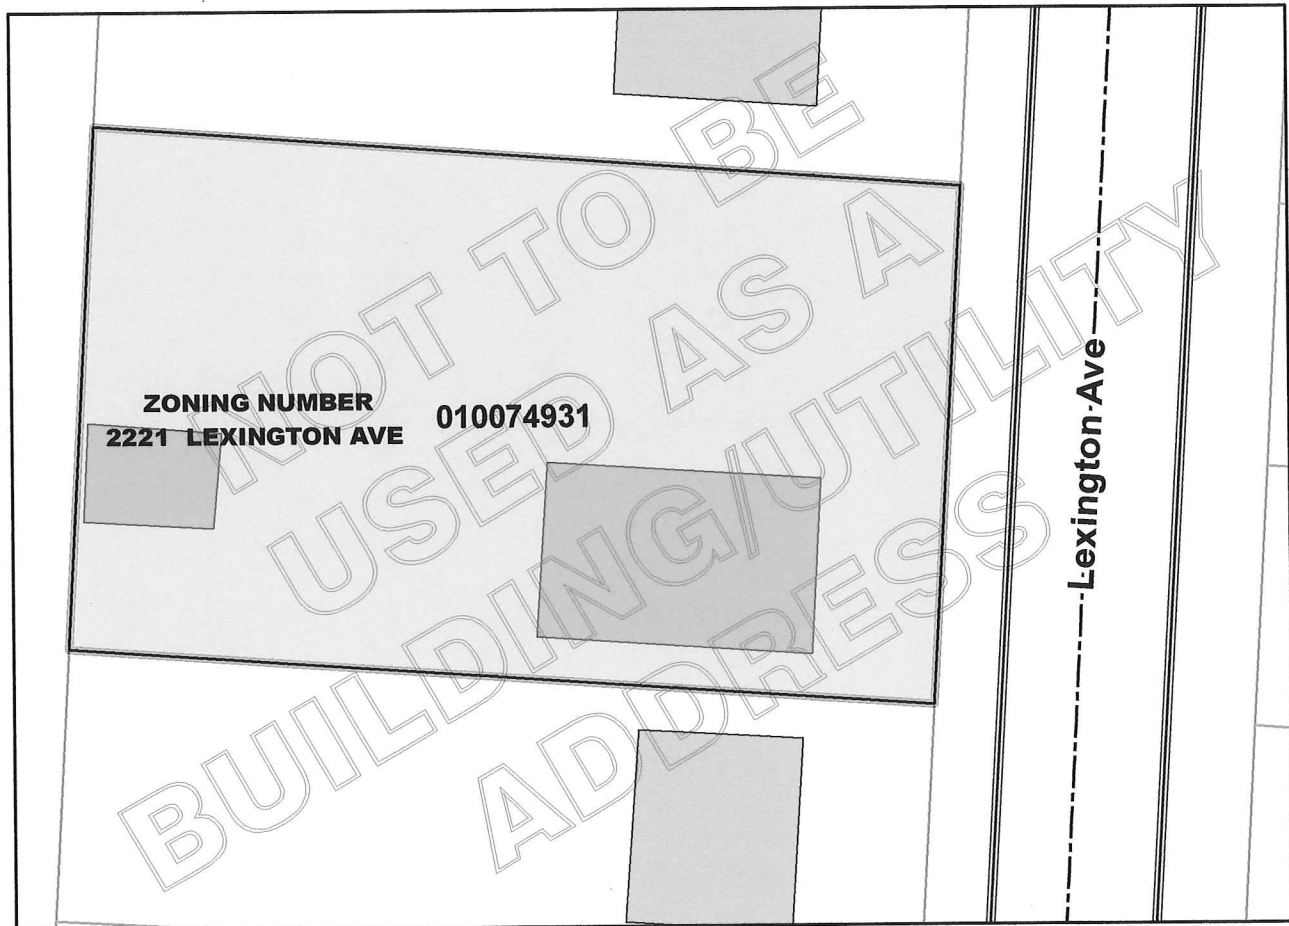 ZONING NUMBER
2221 LEXINGTON AVE
010074931
Lexington Ave
NOT TO BE
USED AS A
BUILDING/UTILITY
ADDRESS